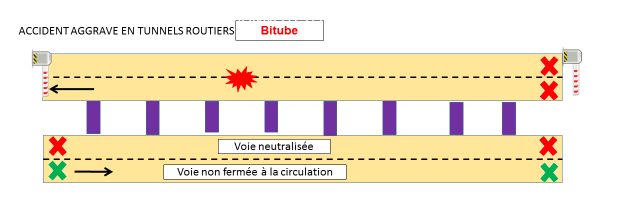 ACCIDENT AGGRAVE EN TUNNELS ROUTIERS Bitube
Voie neutralisée
Voie non fermée à la circulation